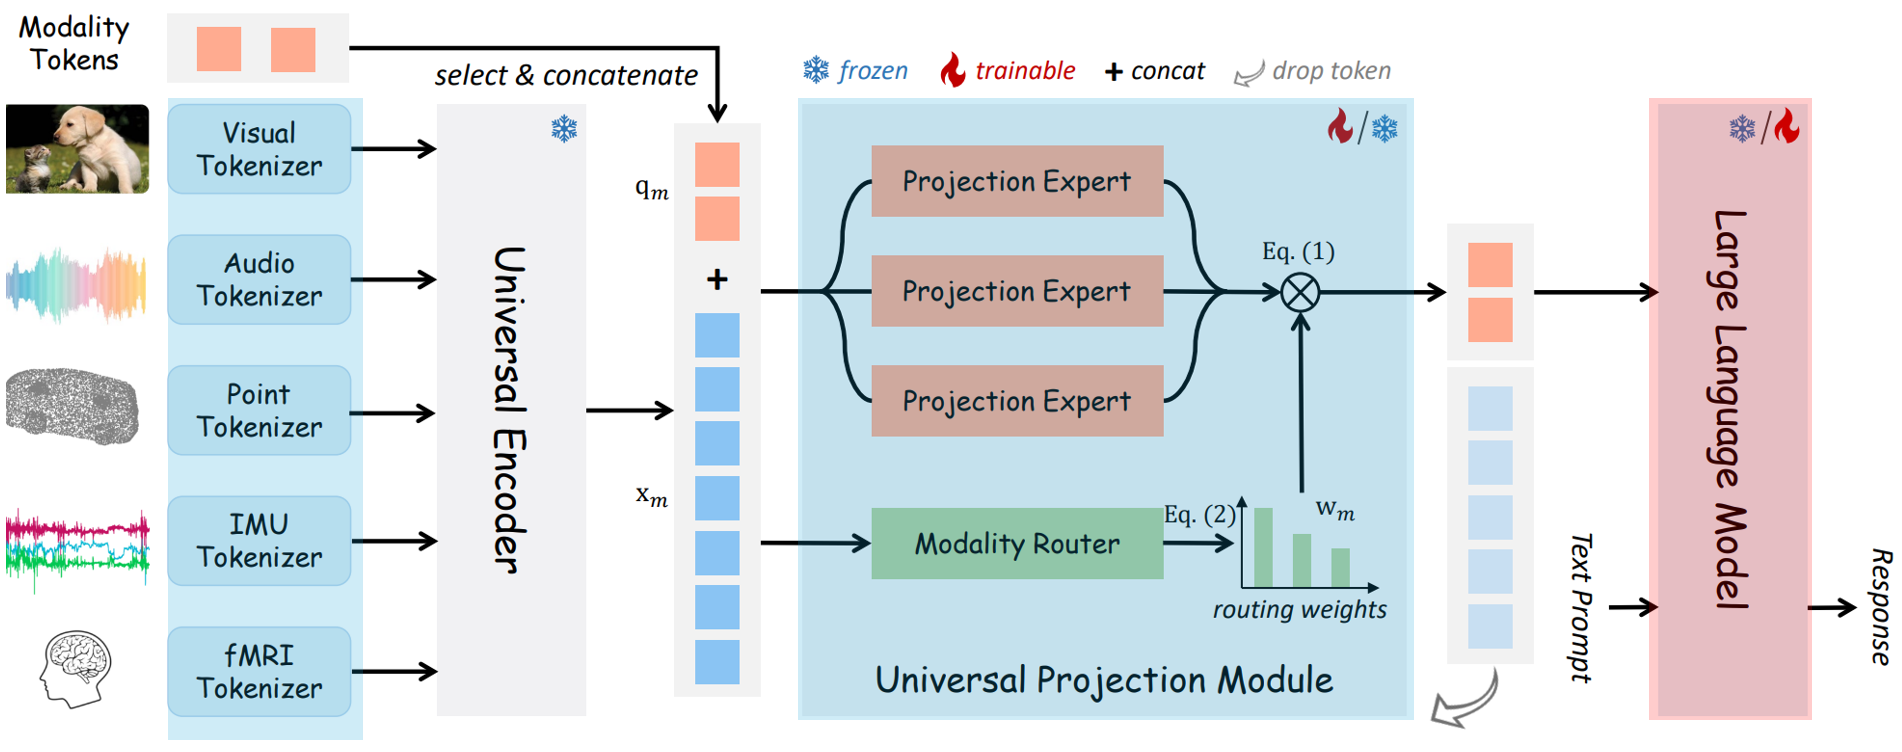 Modality
Tokens
select & concatenate
frozen
trainable
+ concat
drop token
Visual
Tokenizer
Audio
Tokenizer
Point
Tokenizer
IMU
Tokenizer
fMRI
Tokenizer
Universal Encoder
q_m
+
x_m
Projection Expert
Projection Expert
Projection Expert
Eq. (1)
Modality Router
Eq. (2)
w_m
routing weights
Universal Projection Module
/
Text Prompt
/
Large Language Model
Response